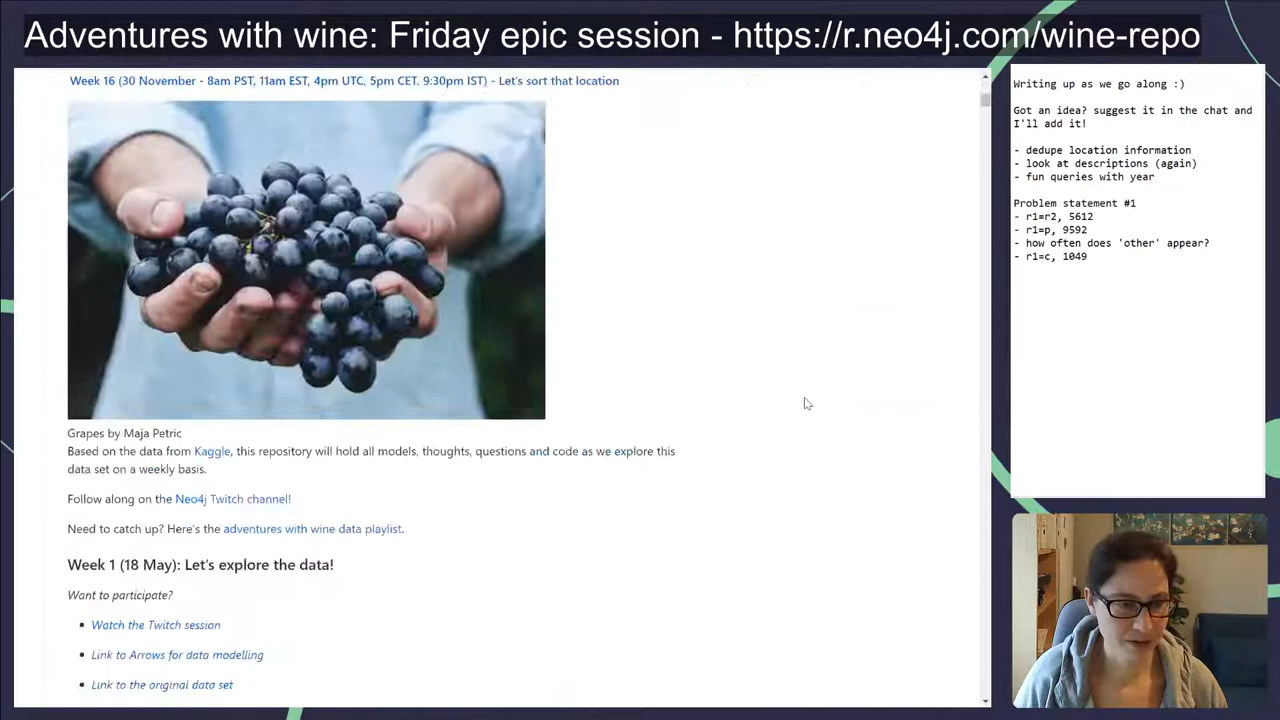 Adventures with wine: Friday epic session - https://r.neo4j.com/wine-repo
Week 16 (30 November - 8am PST, 11am EST, 4pm UTC, 5pm CET, 9:30pm IST) - Let's sort that location
Grapes by Maja Petric
Based on the data from Kaggle, this repository will hold all models, thoughts, questions and code as we explore this
data set on a weekly basis.
Follow along on the Neo4j Twitch channel!
Need to catch up? Here's the adventures with wine data playlist.
Week 1 (18 May): Let's explore the data!
Want to participate?
Watch the Twitch session
Link to Arrows for data modelling
Link to the original data set
Writing up as we go along :)
Got an idea? suggest it in the chat and
I'll add it!
- dedupe location information
- look at descriptions (again)
- fun queries with year
Problem statement #1
- r1=r2, 5612
- r1=p, 9592
- how often does 'other' appear?
- r1=c, 1049